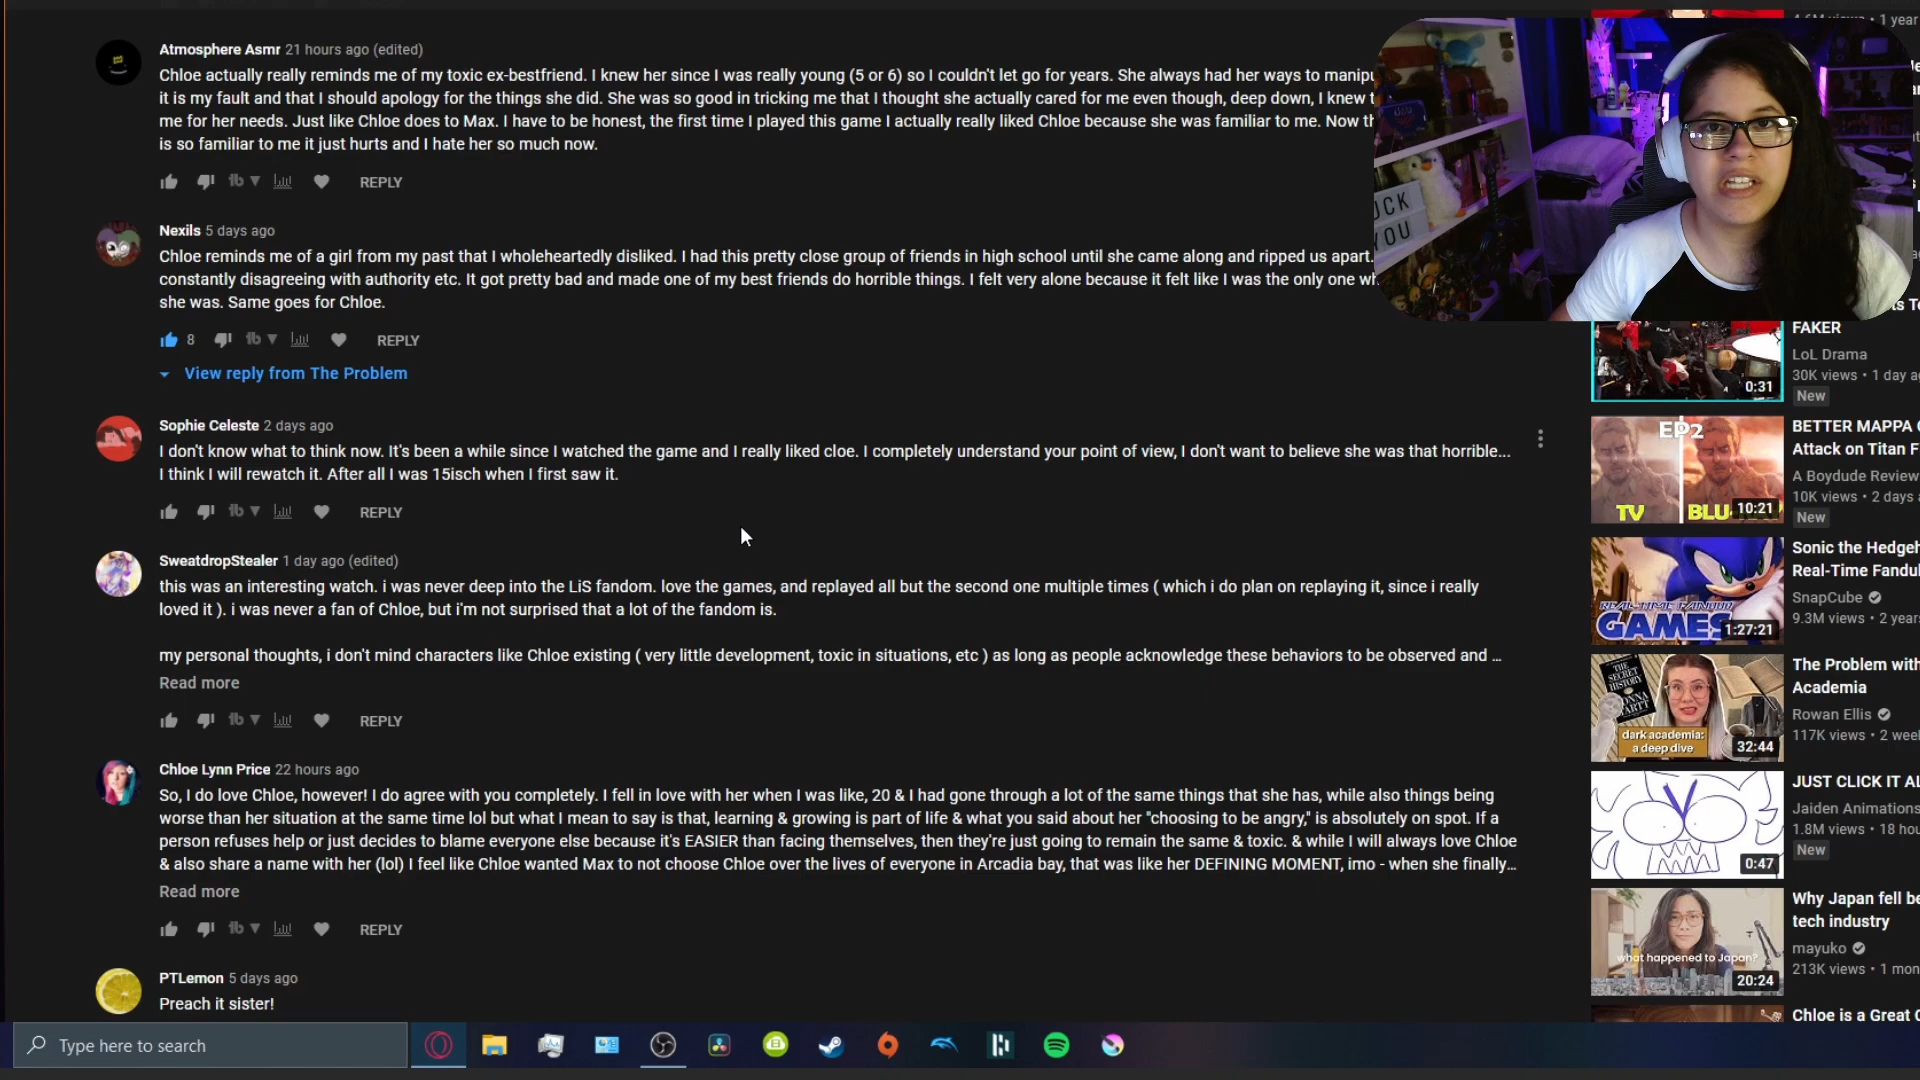 Atmosphere Asmr 21 hours ago (edited)
Chloe actually really reminds me of my toxic ex-bestfriend. I knew her since I was really young (5 or 6) so I couldn't let go for years. She always had her ways to
it is my fault and that I should apology for the things she did. She was so good in tricking me that I thought she actually cared for me even though, deep down, I knew
me for her needs. Just like Chloe does to Max. I have to be honest, the first time I played this game I actually really liked Chloe because she was familiar to me. Now
is so familiar to me it just hurts and I hate her so much now.
REPLY
Nexils 5 days ago
Chloe reminds me of a girl from my past that I wholeheartedly disliked. I had this pretty close group of friends in high school until she came along and ripped us apart.
constantly disagreeing with authority etc. It got pretty bad and made one of my best friends do horrible things. I felt very alone because it felt like I was the only one
she was. Same goes for Chloe.
8 REPLY
View reply from The Problem
Sophie Celeste 2 days ago
I don't know what to think now. It's been a while since I watched the game and I really liked cloe. I completely understand your point of view, I don't want to believe she was that horrible...
I think I will rewatch it. After all I was 15isch when I first saw it.
REPLY
SweatdropStealer 1 day ago (edited)
this was an interesting watch. i was never deep into the LiS fandom. love the games, and replayed all but the second one multiple times ( which i do plan on replaying it, since i really
loved it ). i was never a fan of Chloe, but i'm not surprised that a lot of the fandom is.
my personal thoughts, i don't mind characters like Chloe existing ( very little development, toxic in situations, etc ) as long as people acknowledge these behaviors to be observed and ...
Read more
REPLY
Chloe Lynn Price 22 hours ago
So, I do love Chloe, however! I do agree with you completely. I fell in love with her when I was like, 20 & I had gone through a lot of the same things that she has, while also things being
worse than her situation at the same time lol but what I mean to say is that, learning & growing is part of life & what you said about her "choosing to be angry," is absolutely on spot. If a
person refuses help or just decides to blame everyone else because it's EASIER than facing themselves, then they're just going to remain the same & toxic. & while I will always love Chloe
& also share a name with her (lol) I feel like Chloe wanted Max to not choose Chloe over the lives of everyone in Arcadia bay, that was like her DEFINING MOMENT, imo - when she finally...
Read more
REPLY
PTLemon 5 days ago
Preach it sister!
Type here to search
YOU
FAKER
LoL Drama
30K views • 1 day
0:31
New
EP2
TV
10:21
BETTER MAPPA
Attack on Titan
A Boydude Review
10K views • 2 days
New
REAL-TIME FANDUB
GAMES
1:27:21
Sonic the
Real-Time
SnapCube
9.3M views • 2
THE SECRET HISTORY
DONNA TARTT
dark academia:
a deep dive
32:44
The Problem with
Academia
Rowan Ellis
117K views • 2
0:47
JUST CLICK IT
Jaiden Animations
1.8M views • 18
New
what happened to Japan?
20:24
Why Japan fell
tech industry
mayuko
213K views • 1
Chloe is a Great